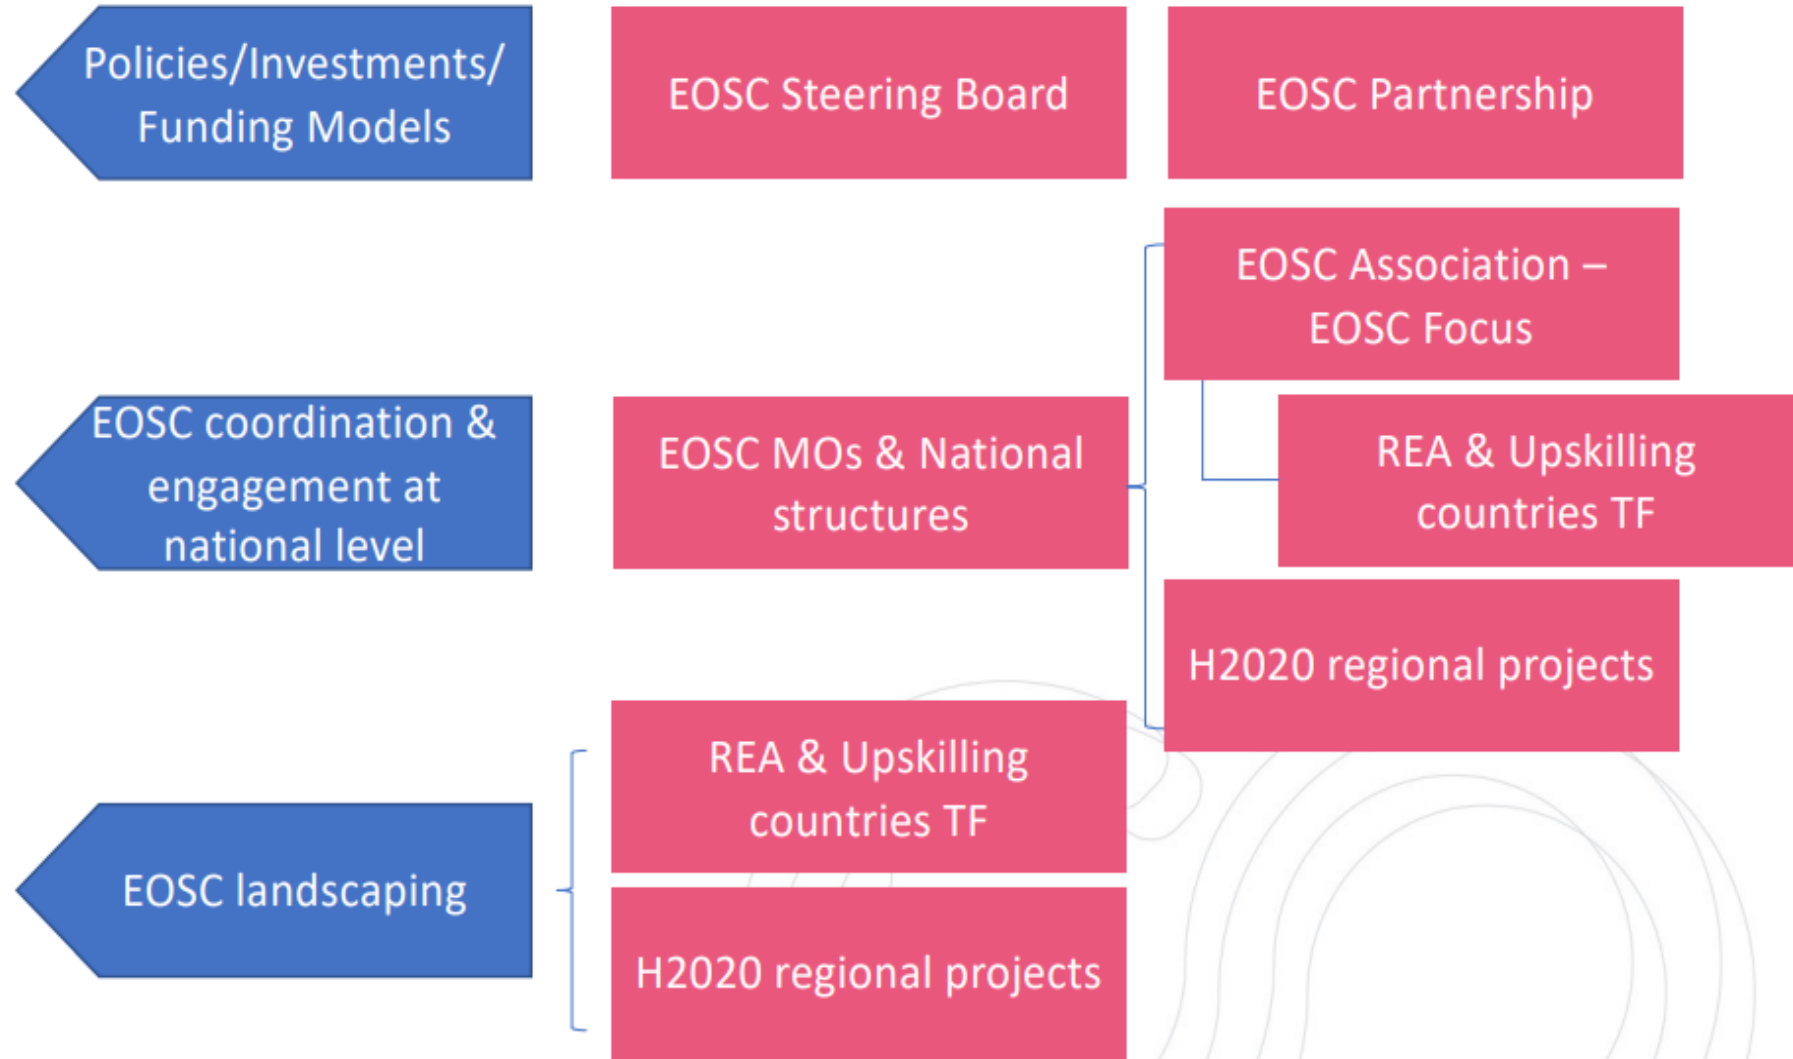 Policies/Investments/
Funding Models
EOSC Steering Board
EOSC Partnership
EOSC Association –
EOSC Focus
EOSC coordination &
engagement at
national level
EOSC MOs & National
structures
REA & Upskilling
countries TF
H2020 regional projects
EOSC landscaping
REA & Upskilling
countries TF
H2020 regional projects